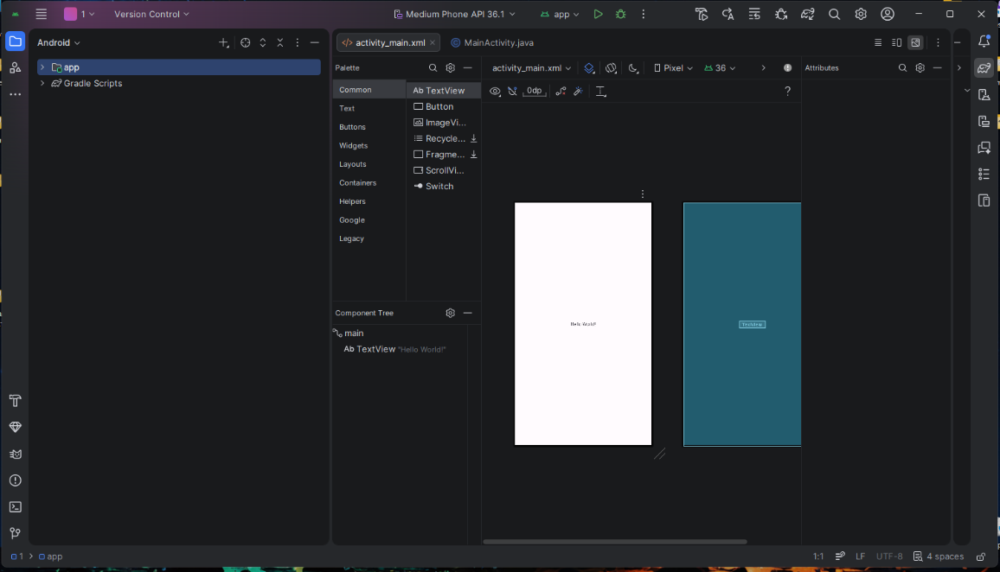 1 Version Control Medium Phone API 36.1 app
Android activity_main.xml MainActivity.java
Palette activity_main.xml Pixel 36 Attributes
app
Gradle Scripts
0dp ?
Common
Text
Buttons
Widgets
Layouts
Containers
Helpers
Google
Legacy
Ab TextView
Button
ImageVi...
Recycle...
Fragme...
ScrollVi...
Switch
Hello World!
TextView
Component Tree
main
Ab TextView "Hello World!"
1 > app 1:1 LF UTF-8 4 spaces